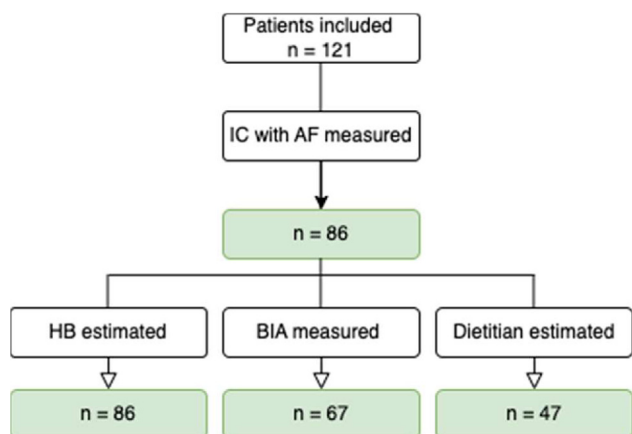 Patients included
n = 121
IC with AF measured
n = 86
HB estimated
BIA measured
Dietitian estimated
n = 86
n = 67
n = 47